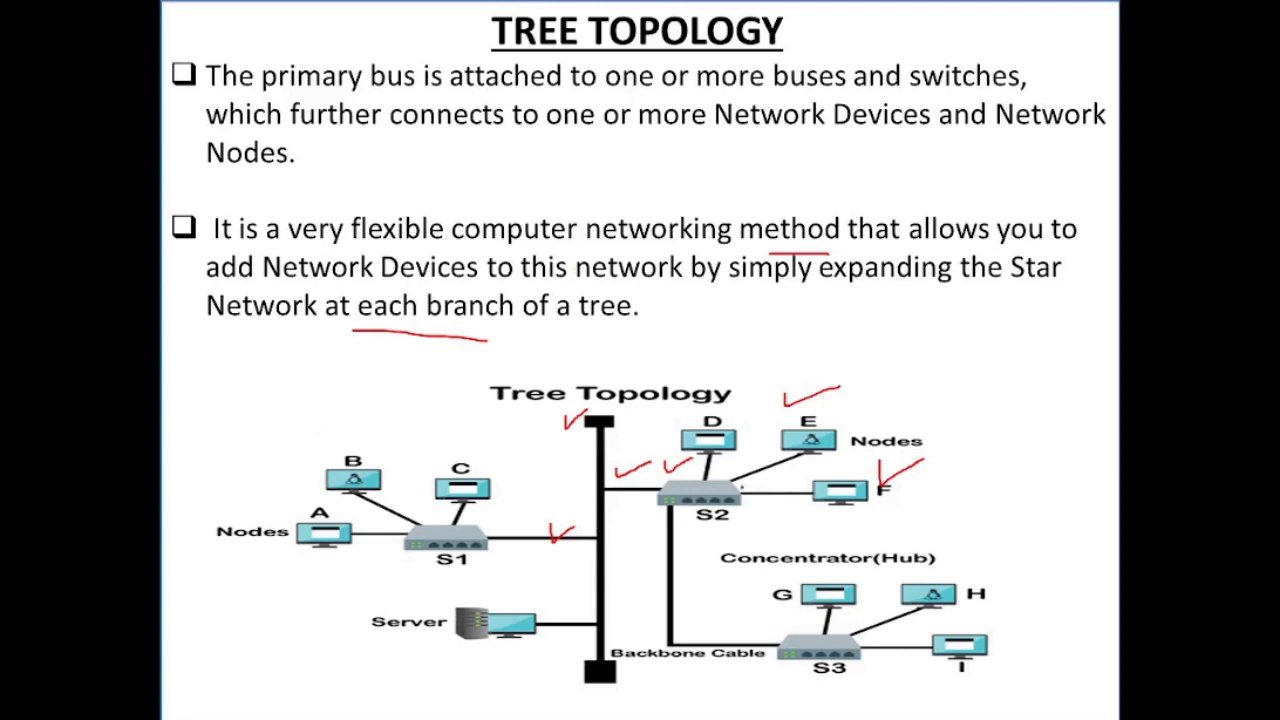 TREE TOPOLOGY
The primary bus is attached to one or more buses and switches,
which further connects to one or more Network Devices and Network
Nodes.
It is a very flexible computer networking method that allows you to
add Network Devices to this network by simply expanding the Star
Network at each branch of a tree.
Tree Topology
D
E
Nodes
B
C
F
A
S2
Nodes
S1
Concentrator(Hub)
G
H
Server
Backbone Cable
S3
I